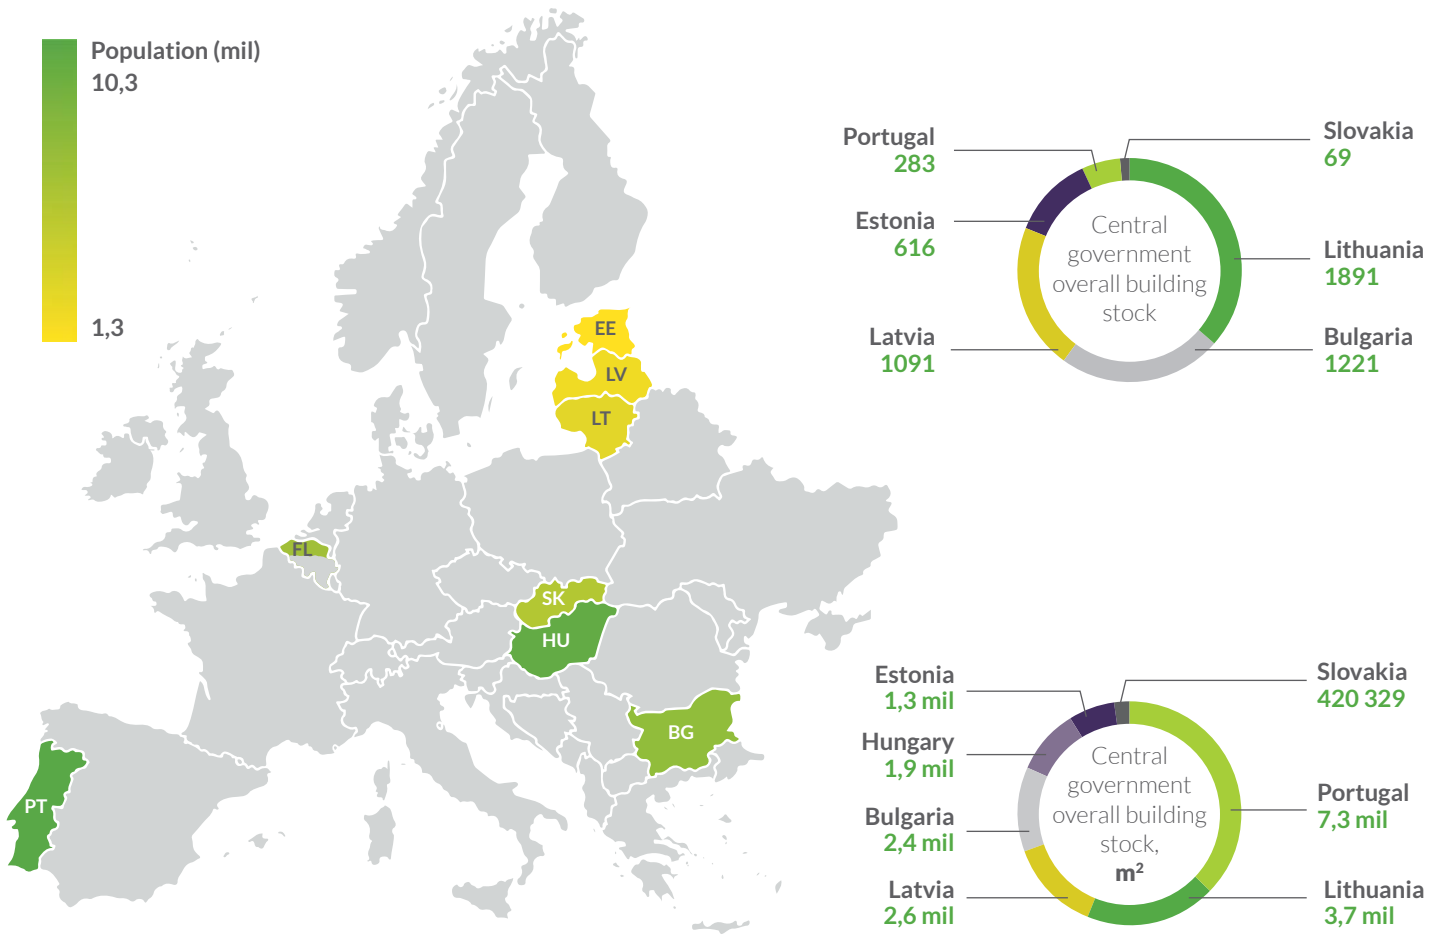 Population (mil)
10,3
1,3
EE
LV
LT
FL
SK
HU
BG
PT
Portugal
283
Slovakia
69
Estonia
616
Lithuania
1891
Latvia
1091
Bulgaria
1221
Central
government
overall building
stock
Estonia
1,3 mil
Slovakia
420 329
Hungary
1,9 mil
Portugal
7,3 mil
Bulgaria
2,4 mil
Latvia
2,6 mil
Lithuania
3,7 mil
Central
government
overall building
stock,
m²